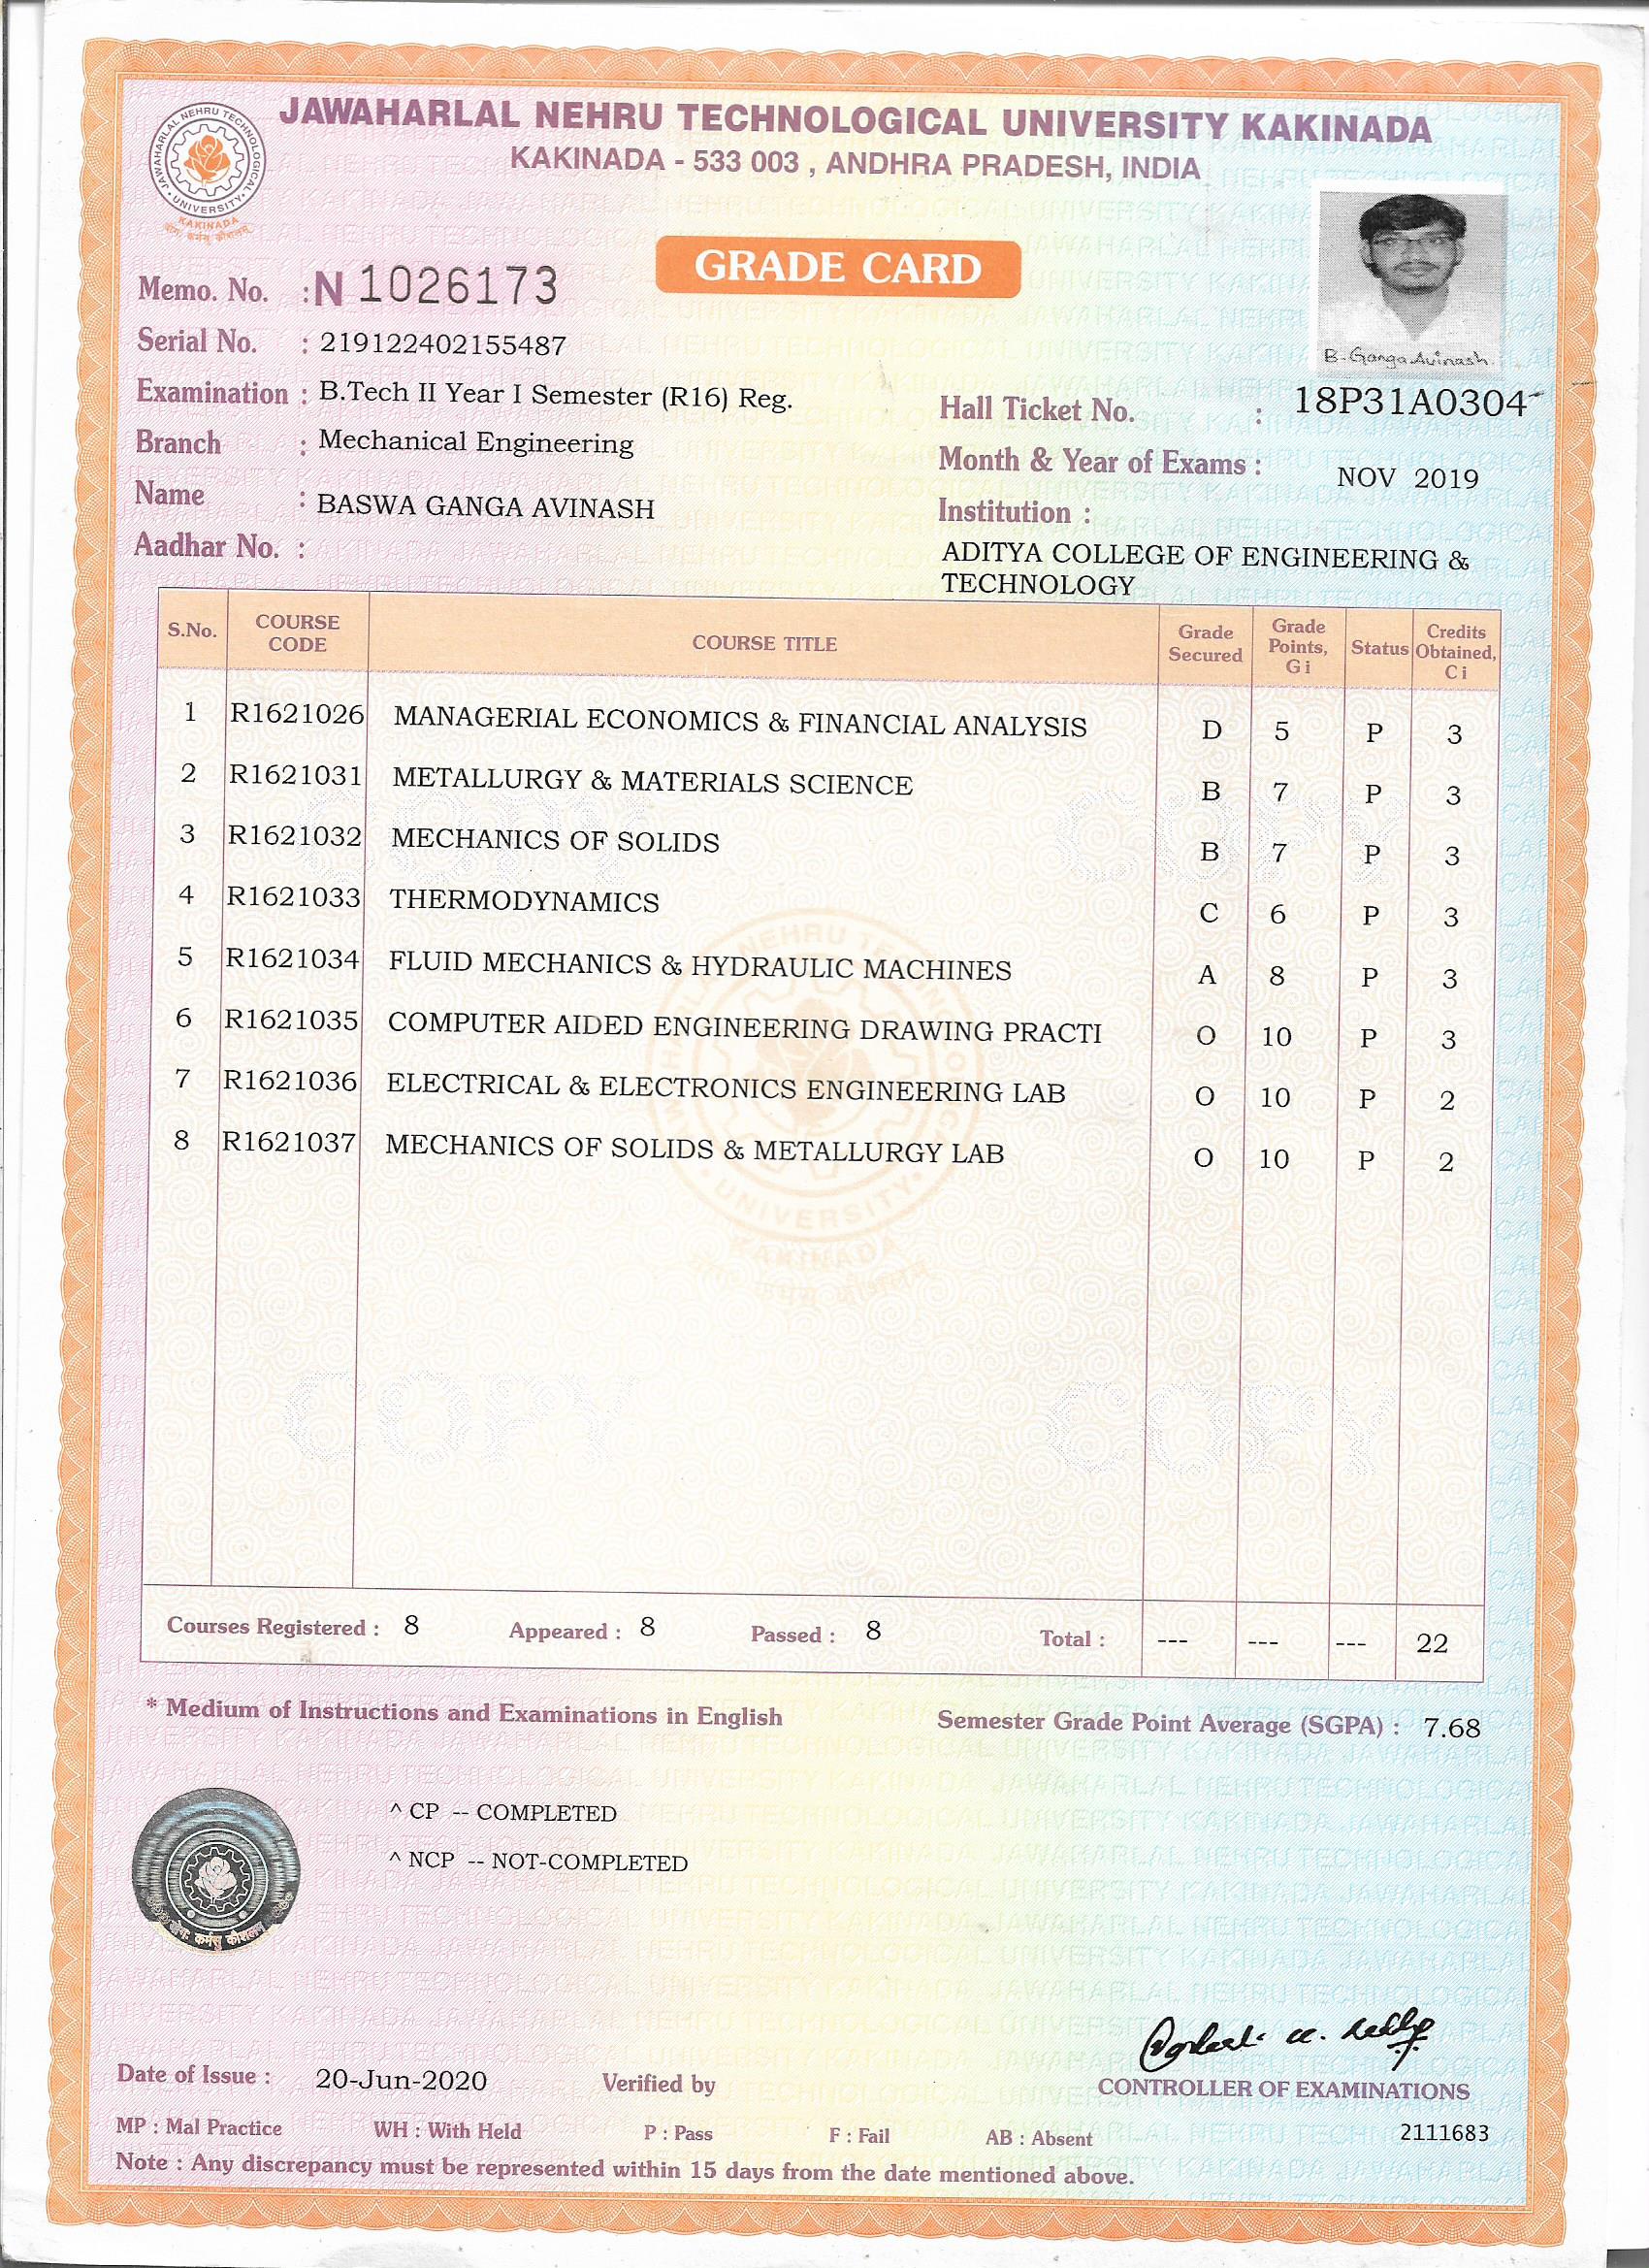 JAWAHARLAL NEHRU TECHNOLOGICAL UNIVERSITY KAKINADA
KAKINADA - 533 003 , ANDHRA PRADESH, INDIA
JAWAHARLAL NEHRU TECHNOLOGICAL UNIVERSITY
KAKINADA
GRADE CARD
B. Ganga Avinash.
Memo. No. : N 1026173
Serial No. : 219122402155487
Examination : B.Tech II Year I Semester (R16) Reg.
Hall Ticket No. : 18P31A0304
Branch : Mechanical Engineering
Month & Year of Exams : NOV 2019
Name : BASWA GANGA AVINASH
Institution :
Aadhar No. :
ADITYA COLLEGE OF ENGINEERING &
TECHNOLOGY
S.No. COURSE CODE COURSE TITLE Grade Secured Grade Points, G i Status Credits Obtained, C i
1 R1621026 MANAGERIAL ECONOMICS & FINANCIAL ANALYSIS D 5 P 3
2 R1621031 METALLURGY & MATERIALS SCIENCE B 7 P 3
3 R1621032 MECHANICS OF SOLIDS B 7 P 3
4 R1621033 THERMODYNAMICS C 6 P 3
5 R1621034 FLUID MECHANICS & HYDRAULIC MACHINES A 8 P 3
6 R1621035 COMPUTER AIDED ENGINEERING DRAWING PRACTI O 10 P 3
7 R1621036 ELECTRICAL & ELECTRONICS ENGINEERING LAB O 10 P 2
8 R1621037 MECHANICS OF SOLIDS & METALLURGY LAB O 10 P 2
Courses Registered : 8 Appeared : 8 Passed : 8 Total : --- --- --- 22
* Medium of Instructions and Examinations in English
Semester Grade Point Average (SGPA) : 7.68
^ CP -- COMPLETED
^ NCP -- NOT-COMPLETED
Date of Issue : 20-Jun-2020 Verified by
CONTROLLER OF EXAMINATIONS
MP : Mal Practice WH : With Held P : Pass F : Fail AB : Absent 2111683
Note : Any discrepancy must be represented within 15 days from the date mentioned above.